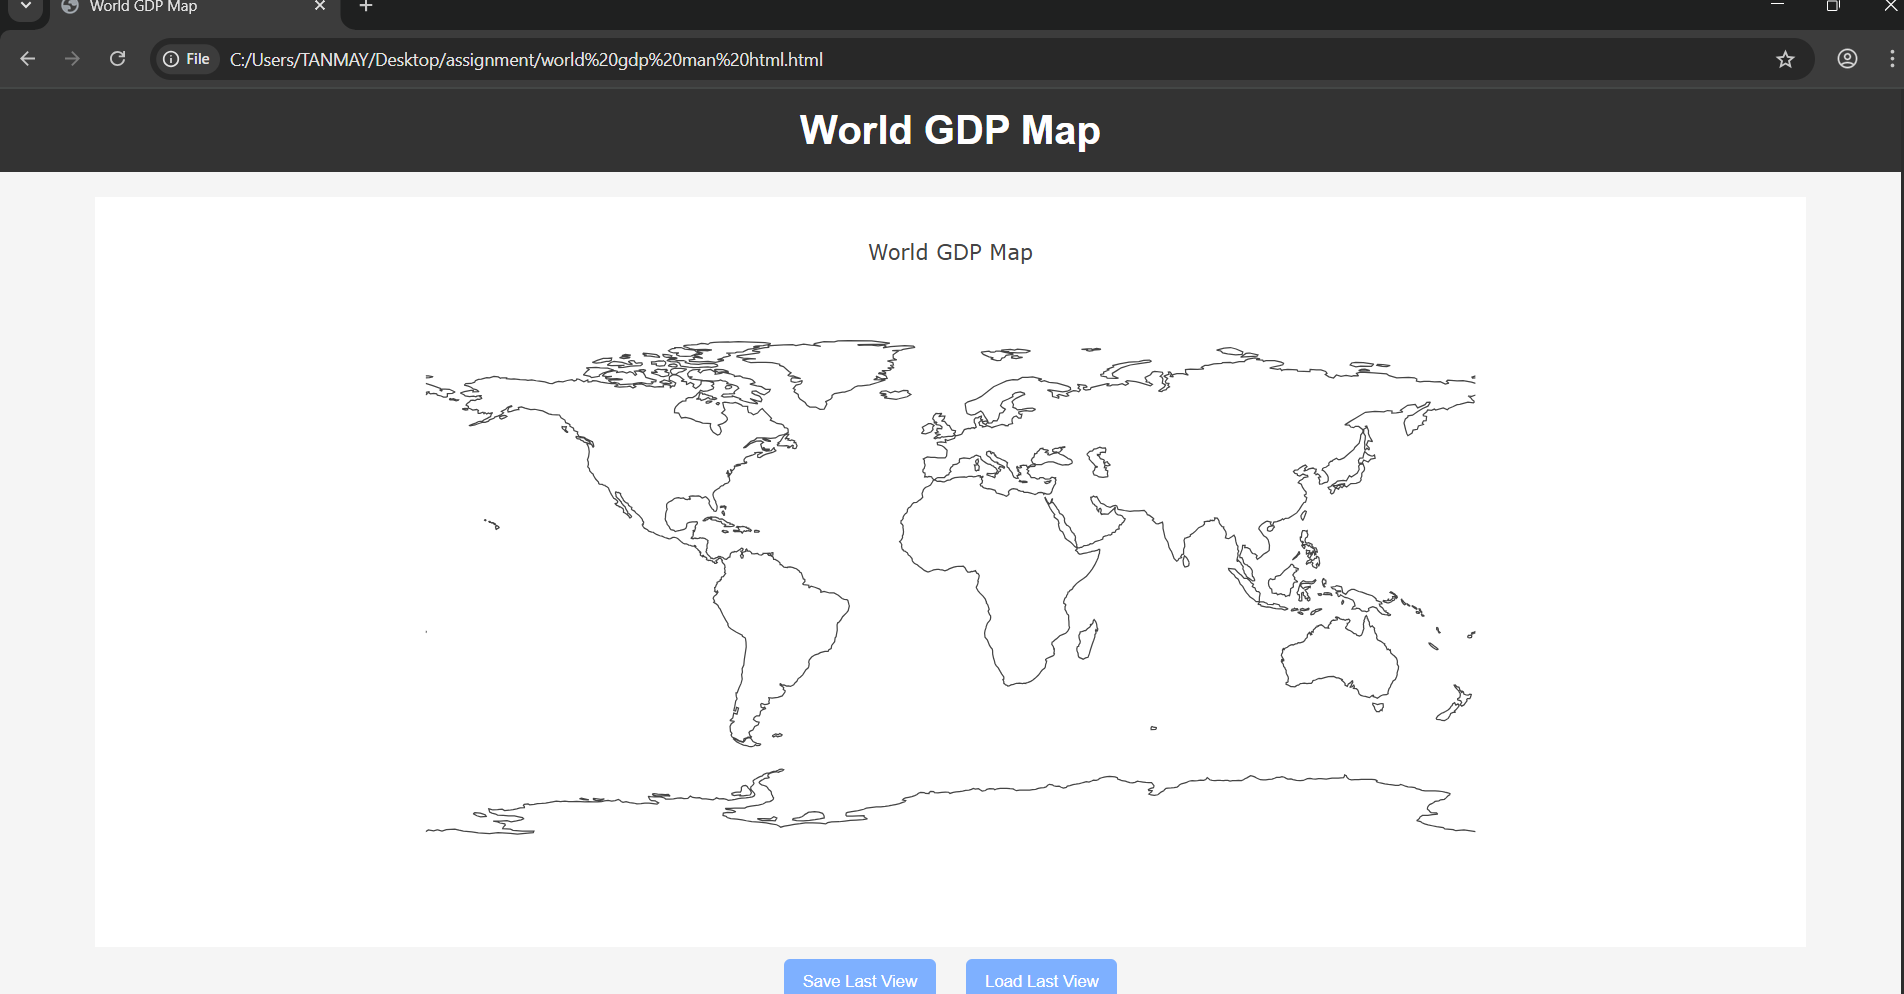 World GDP Map
File
C:/Users/TANMAY/Desktop/assignment/world%20gdp%20man%20html.html
World GDP Map
World GDP Map
Save Last View
Load Last View